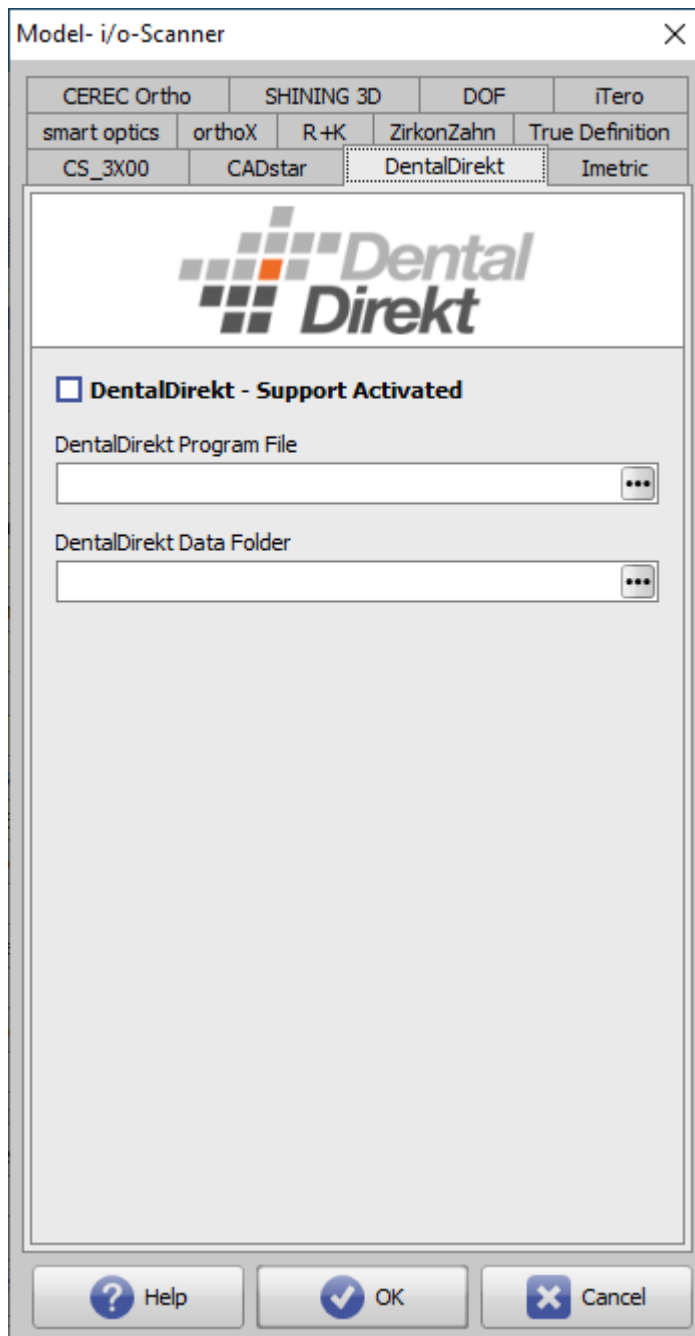 Model- i/o-Scanner
CEREC Ortho SHINING 3D DOF iTero
smart optics orthoX R+K ZirkonZahn True Definition
CS_3X00 CADstar DentalDirekt Imetric
Dental
Direkt
DentalDirekt - Support Activated
DentalDirekt Program File
DentalDirekt Data Folder
Help OK Cancel